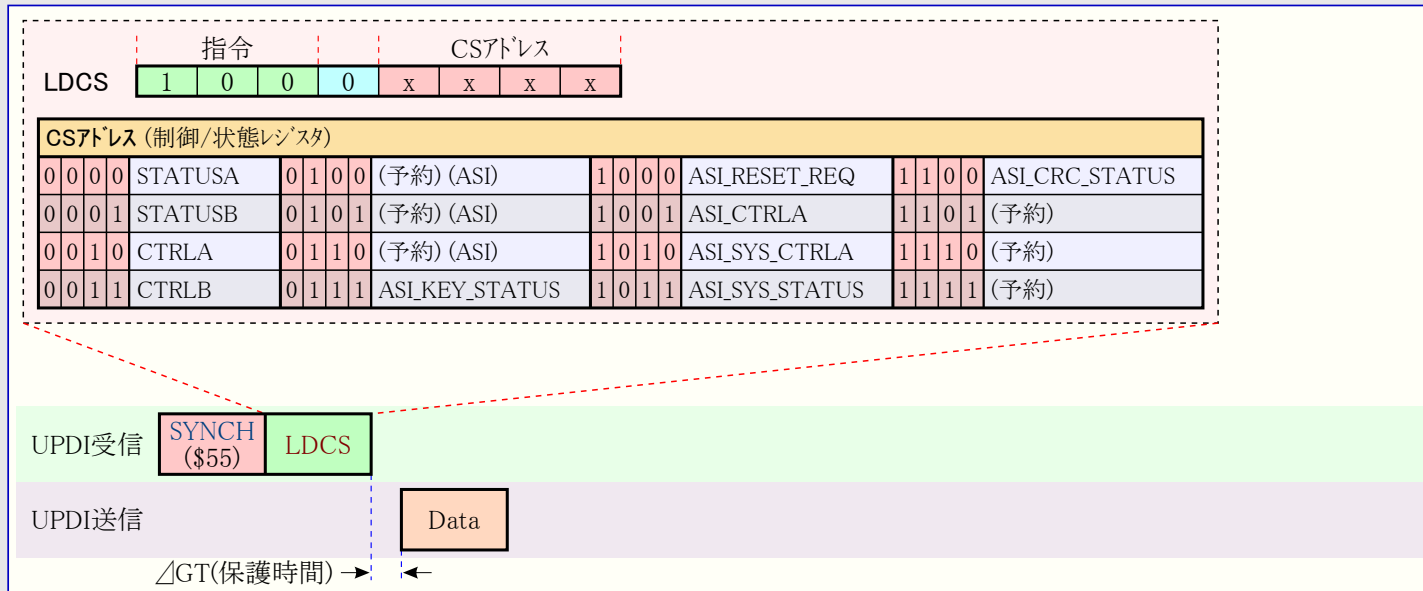 指令 CSアドレス
LDCS 1 0 0 0 x x x x
CSアドレス (制御/状態レジスタ)
0 0 0 0 STATUSA 0 1 0 0 (予約) (ASI) 1 0 0 0 ASI_RESET_REQ 1 1 0 0 ASI_CRC_STATUS
0 0 0 1 STATUSB 0 1 0 1 (予約) (ASI) 1 0 0 1 ASI_CTRLA 1 1 0 1 (予約)
0 0 1 0 CTRLA 0 1 1 0 (予約) (ASI) 1 0 1 0 ASI_SYS_CTRLA 1 1 1 0 (予約)
0 0 1 1 CTRLB 0 1 1 1 ASI_KEY_STATUS 1 0 1 1 ASI_SYS_STATUS 1 1 1 1 (予約)
UPDI受信 SYNCH ($55) LDCS
UPDI送信 Data
⊿GT(保護時間)